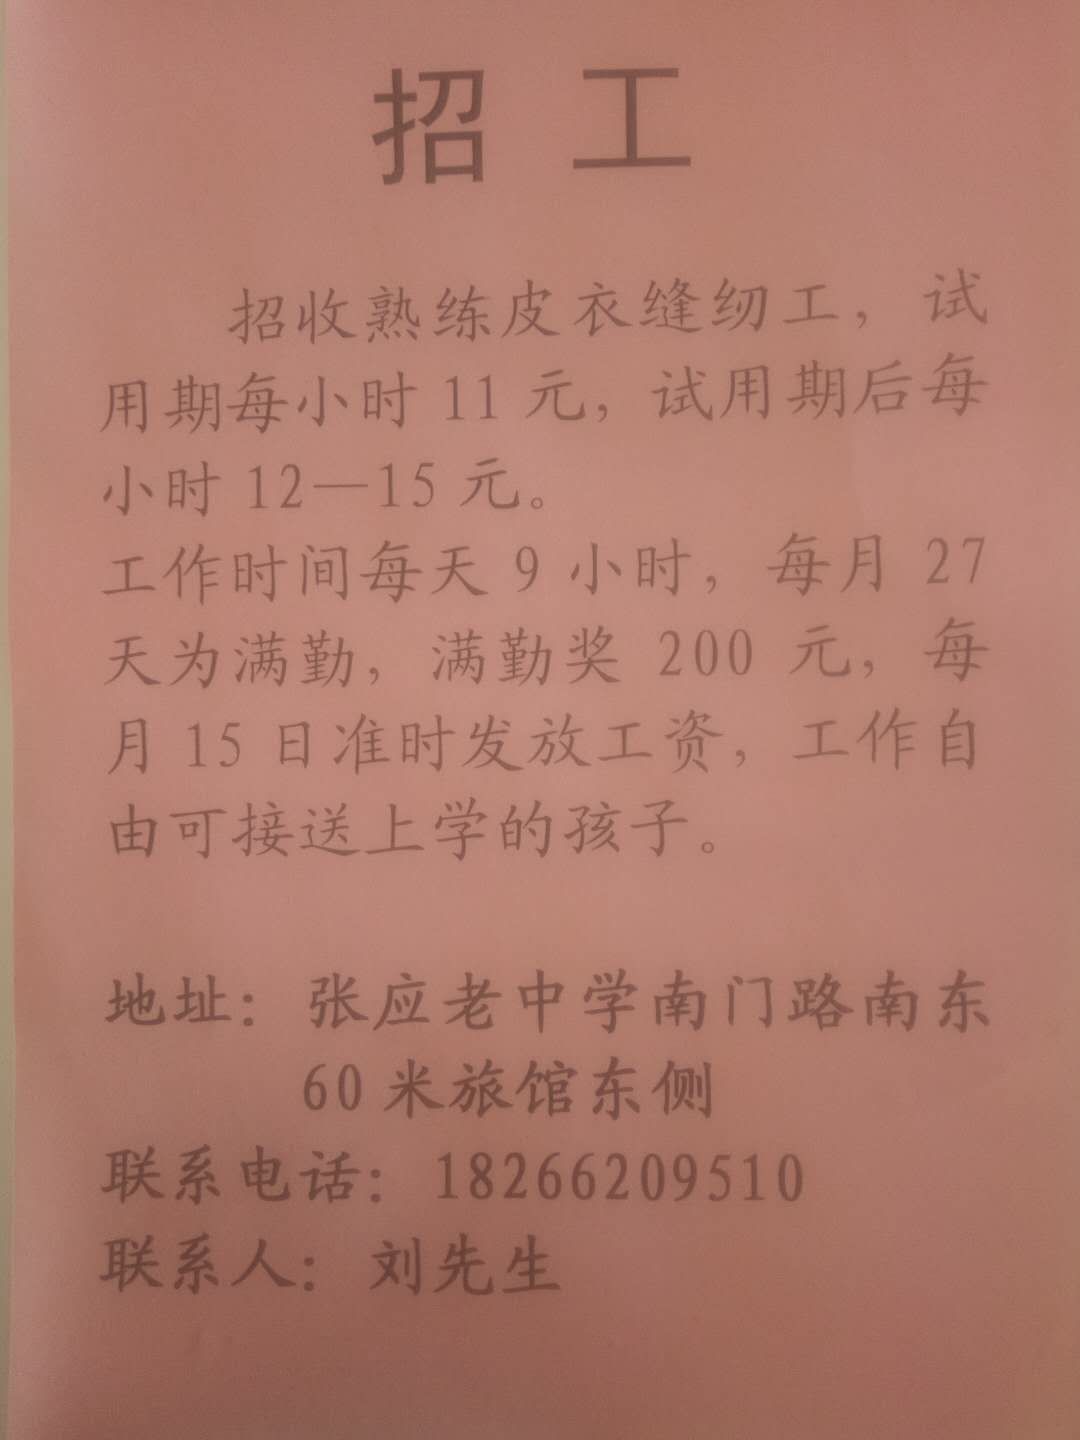 招 工
招收熟练皮衣缝纫工，试
用期每小时 11 元，试用期后每
小时 12—15 元。
工作时间每天 9 小时，每月 27
天为满勤，满勤奖 200 元，每
月 15 日准时发放工资，工作自
由可接送上学的孩子。
地址：张应老中学南门路南东
60 米旅馆东侧
联系电话：18266209510
联系人：刘先生